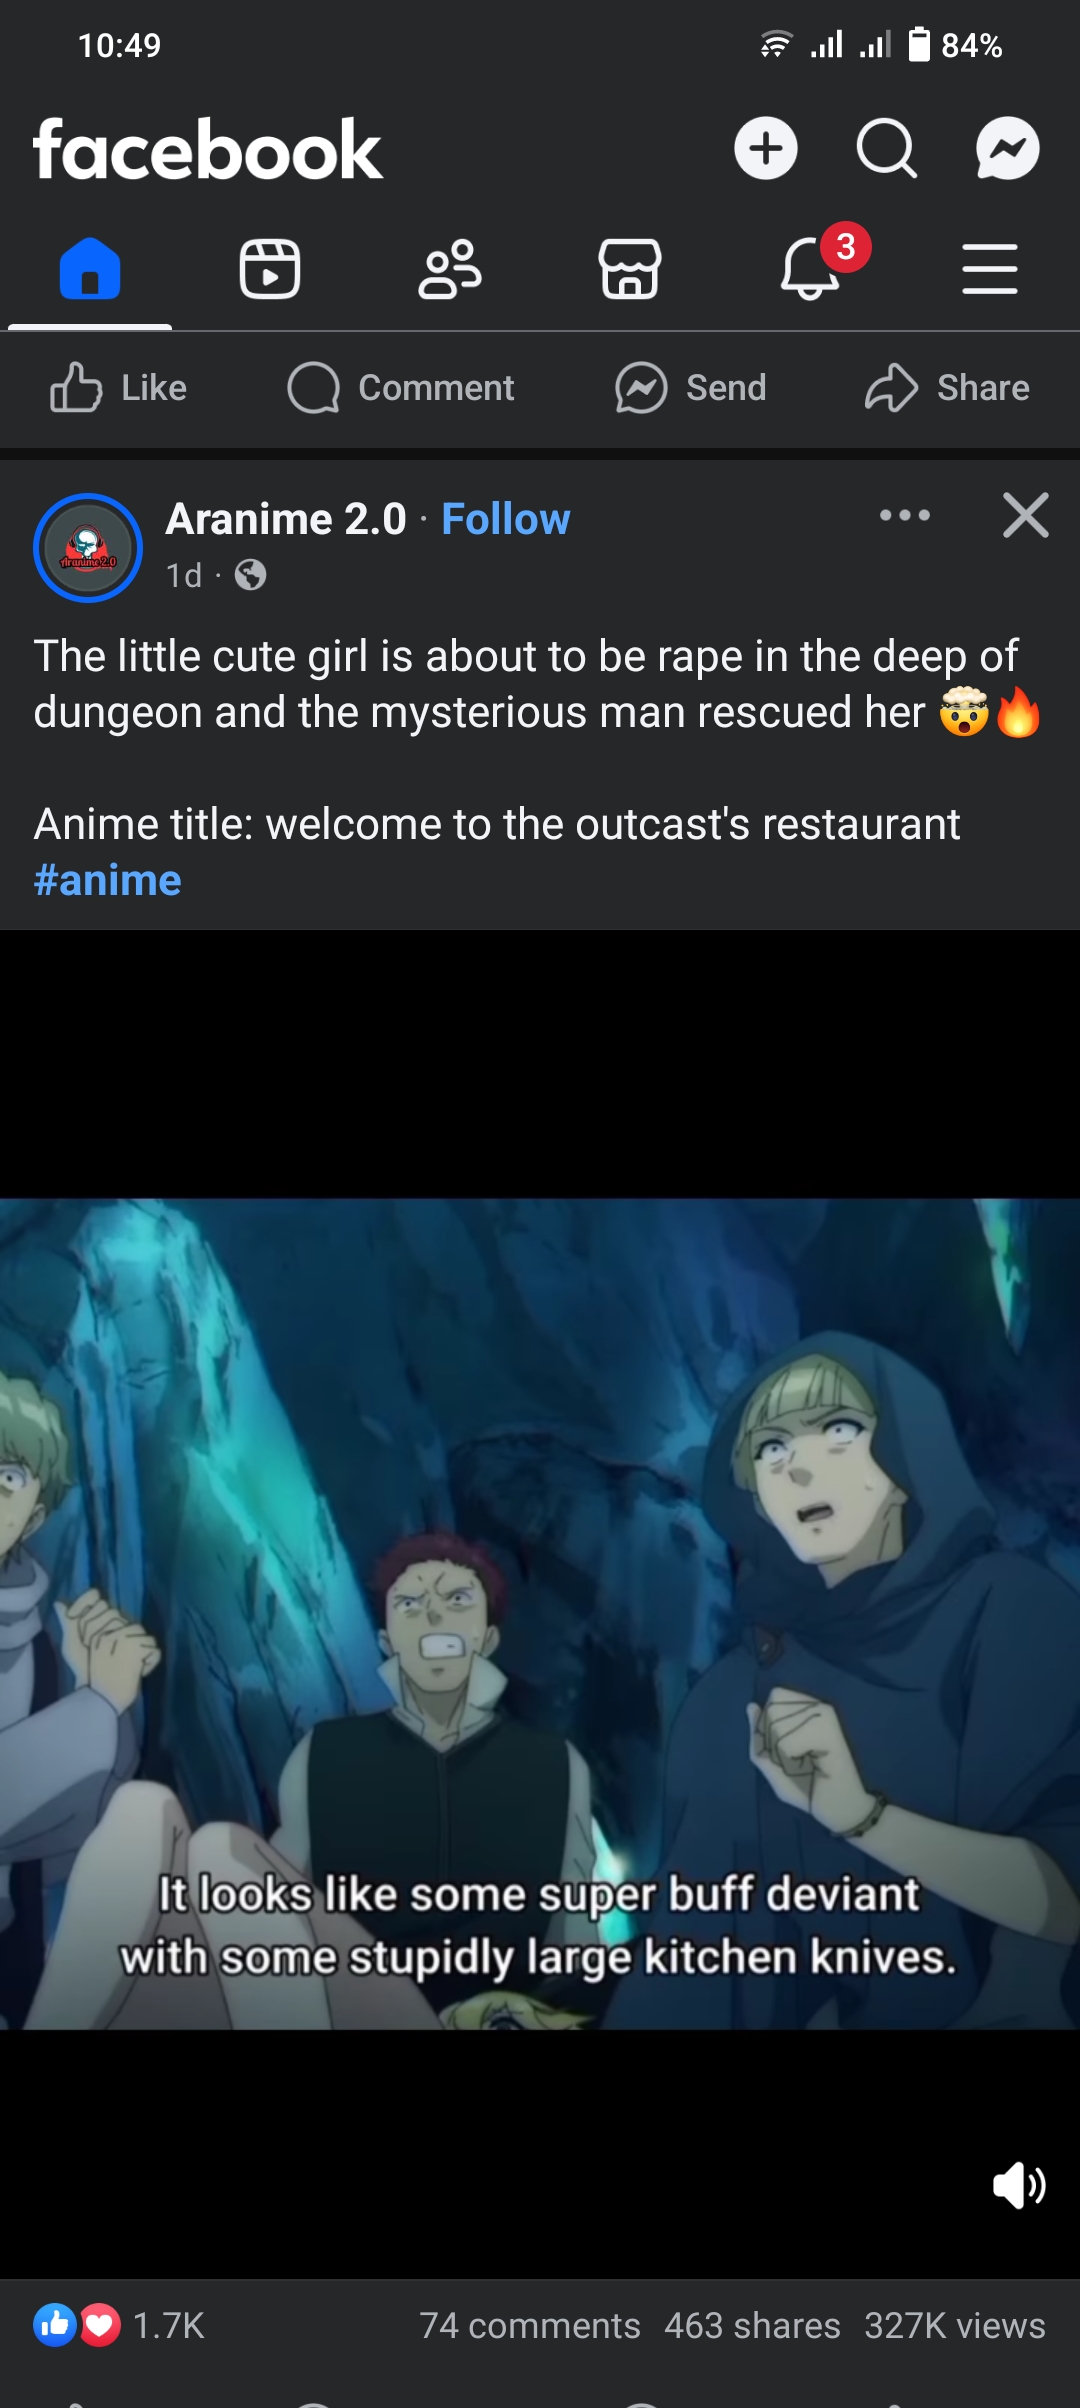 10:49
84%
facebook
3
Like
Comment
Send
Share
Aranime 2.0 · Follow
Aranime2.0
1d ·
The little cute girl is about to be rape in the deep of
dungeon and the mysterious man rescued her 🤯🔥
Anime title: welcome to the outcast's restaurant
#anime
It looks like some super buff deviant
with some stupidly large kitchen knives.
1.7K
74 comments 463 shares 327K views